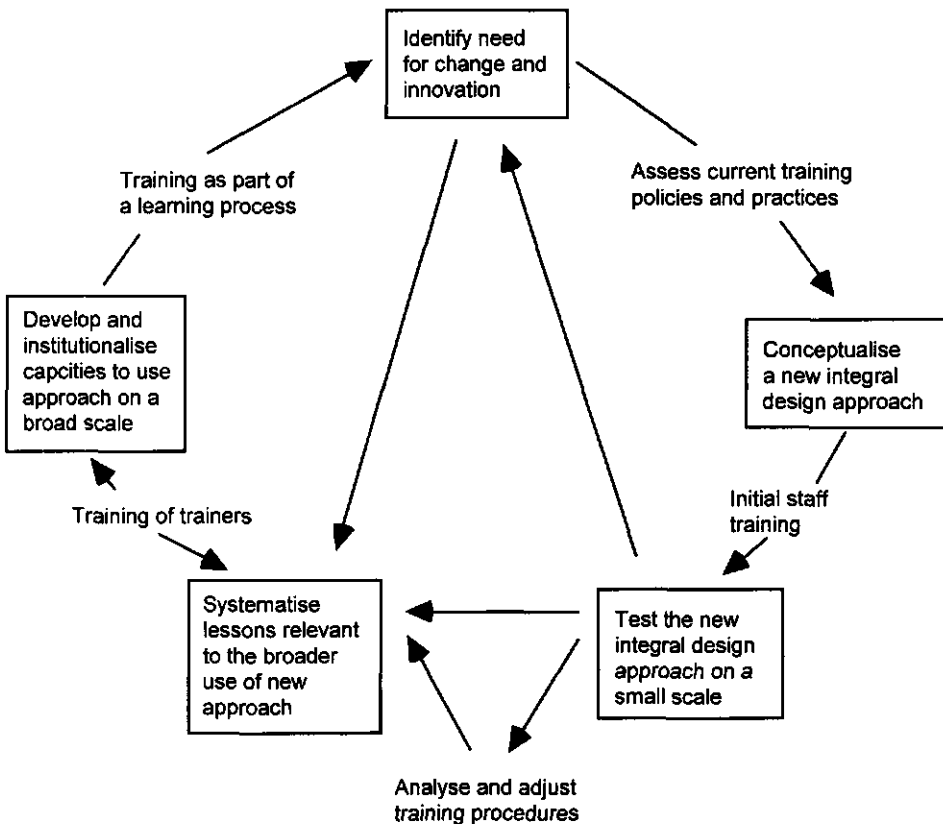 Identify need
for change and
innovation
Training as part of
a learning process
Assess current training
policies and practices
Develop and
institutionalise
capcities to use
approach on a
broad scale
Conceptualise
a new integral
design approach
Training of trainers
Initial staff
training
Systematise
lessons relevant
to the broader
use of new
approach
Test the new
integral design
approach on a
small scale
Analyse and adjust
training procedures